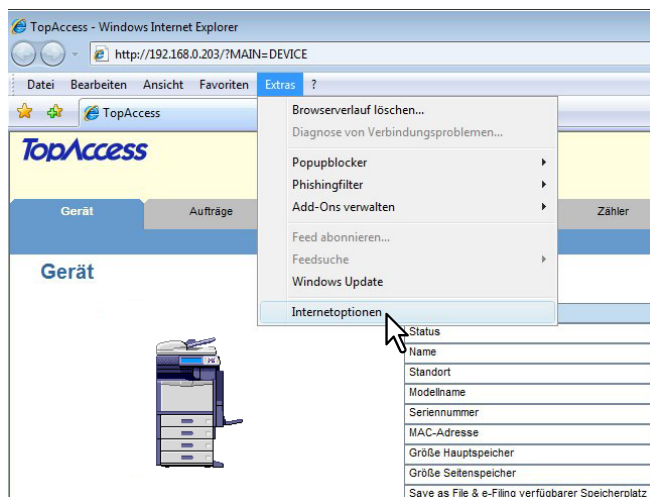 TopAccess - Windows Internet Explorer
http://192.168.0.203/?MAIN=DEVICE
Datei Bearbeiten Ansicht Favoriten Extras ?
TopAccess
Browserverlauf löschen...
Diagnose von Verbindungsproblemen...
Popupblocker
Phishingfilter
Add-Ons verwalten
Feed abonnieren...
Feedsuche
Windows Update
Internetoptionen
TopAccess
Gerät Aufträge Zähler
Gerät
Status
Name
Standort
Modellname
Seriennummer
MAC-Adresse
Größe Hauptspeicher
Größe Seitenspeicher
Save as File & e-Filing verfügbarer Speicherplatz